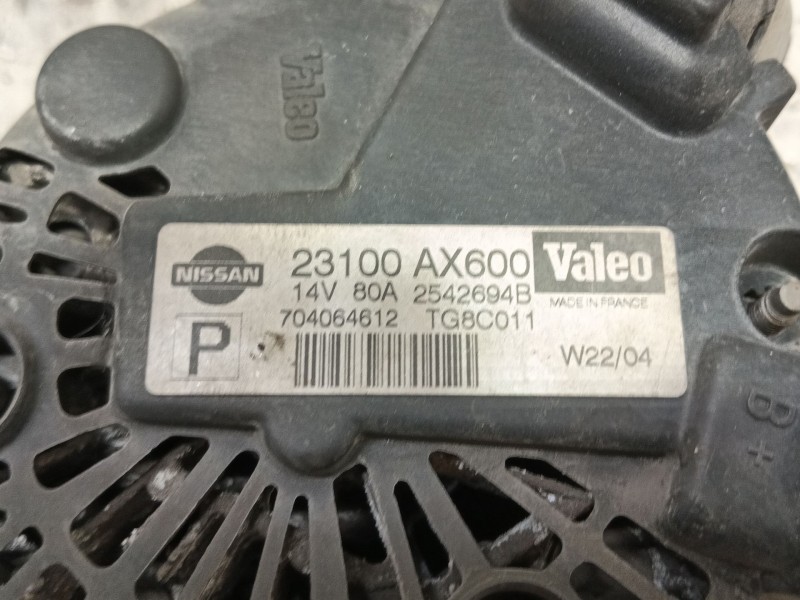 Valeo
NISSAN 23100 AX600 Valeo
14V 80A 2542694B MADE IN FRANCE
P 704064612 TG8C011
W22/04
B+